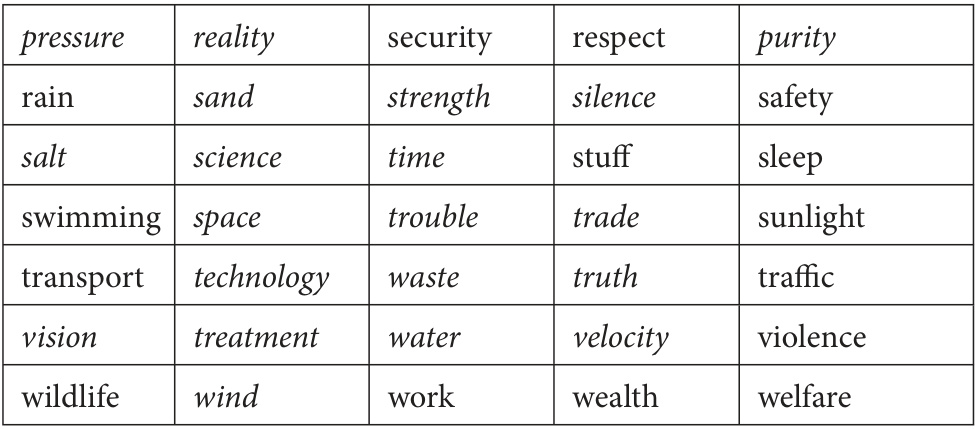 pressure reality security respect purity
rain sand strength silence safety
salt science time stuff sleep
swimming space trouble trade sunlight
transport technology waste truth traffic
vision treatment water velocity violence
wildlife wind work wealth welfare